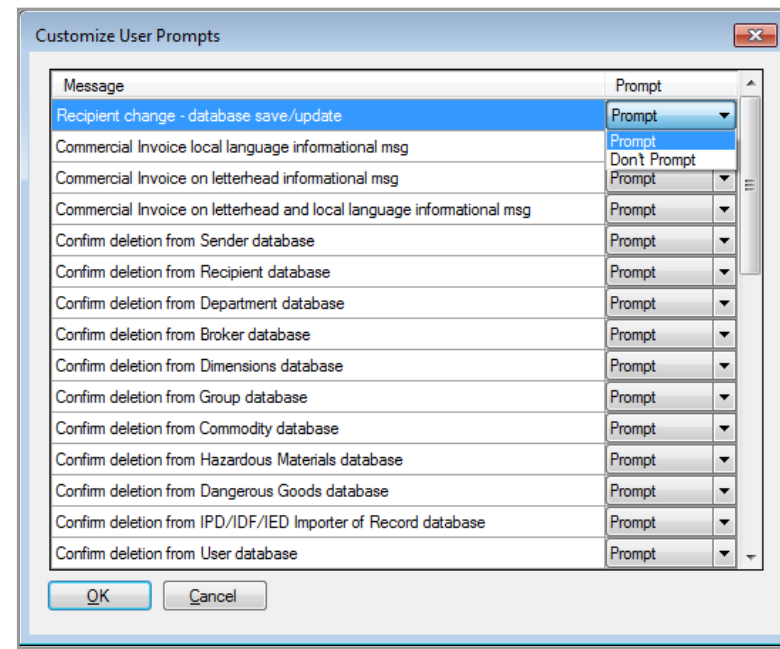 Customize User Prompts
Message Prompt
Recipient change - database save/update Prompt
Prompt
Commercial Invoice local language informational msg
Don't Prompt
Commercial Invoice on letterhead informational msg Prompt
Commercial Invoice on letterhead and local language informational msg Prompt
Confirm deletion from Sender database Prompt
Confirm deletion from Recipient database Prompt
Confirm deletion from Department database Prompt
Confirm deletion from Broker database Prompt
Confirm deletion from Dimensions database Prompt
Confirm deletion from Group database Prompt
Confirm deletion from Commodity database Prompt
Confirm deletion from Hazardous Materials database Prompt
Confirm deletion from Dangerous Goods database Prompt
Confirm deletion from IPD/IDF/IED Importer of Record database Prompt
Confirm deletion from User database Prompt
OK Cancel